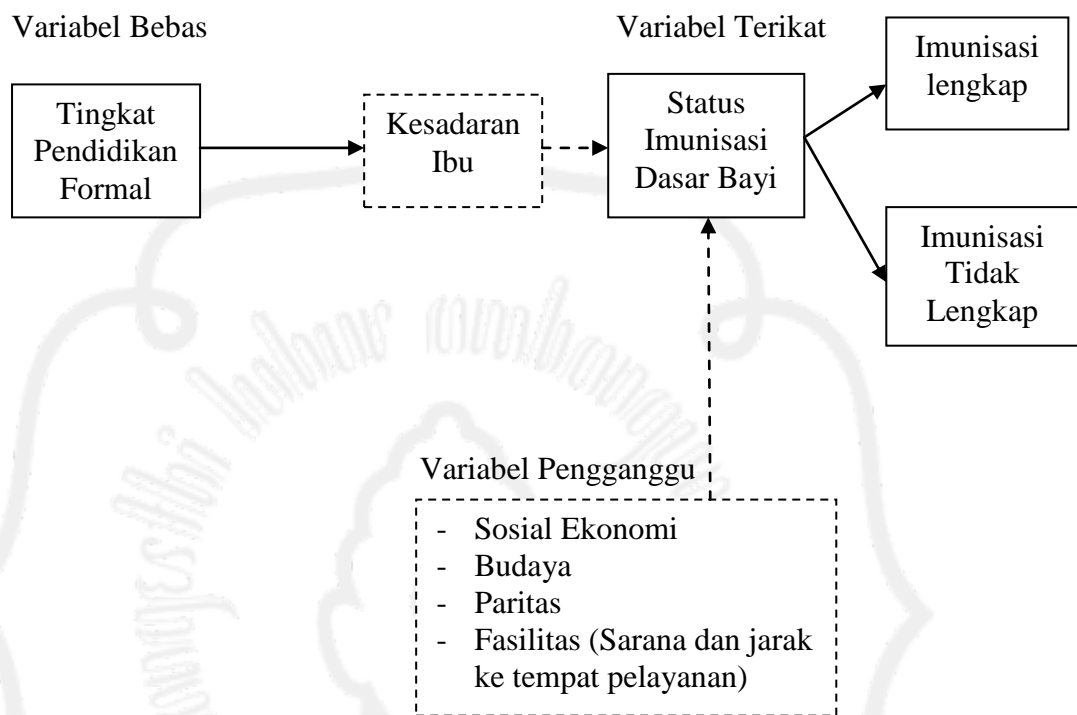 Variabel Bebas
Variabel Terikat
Imunisasi
lengkap
Tingkat
Pendidikan
Formal
Kesadaran
Ibu
Status
Imunisasi
Dasar Bayi
Imunisasi
Tidak
Lengkap
Variabel Pengganggu
- Sosial Ekonomi
- Budaya
- Paritas
- Fasilitas (Sarana dan jarak
ke tempat pelayanan)